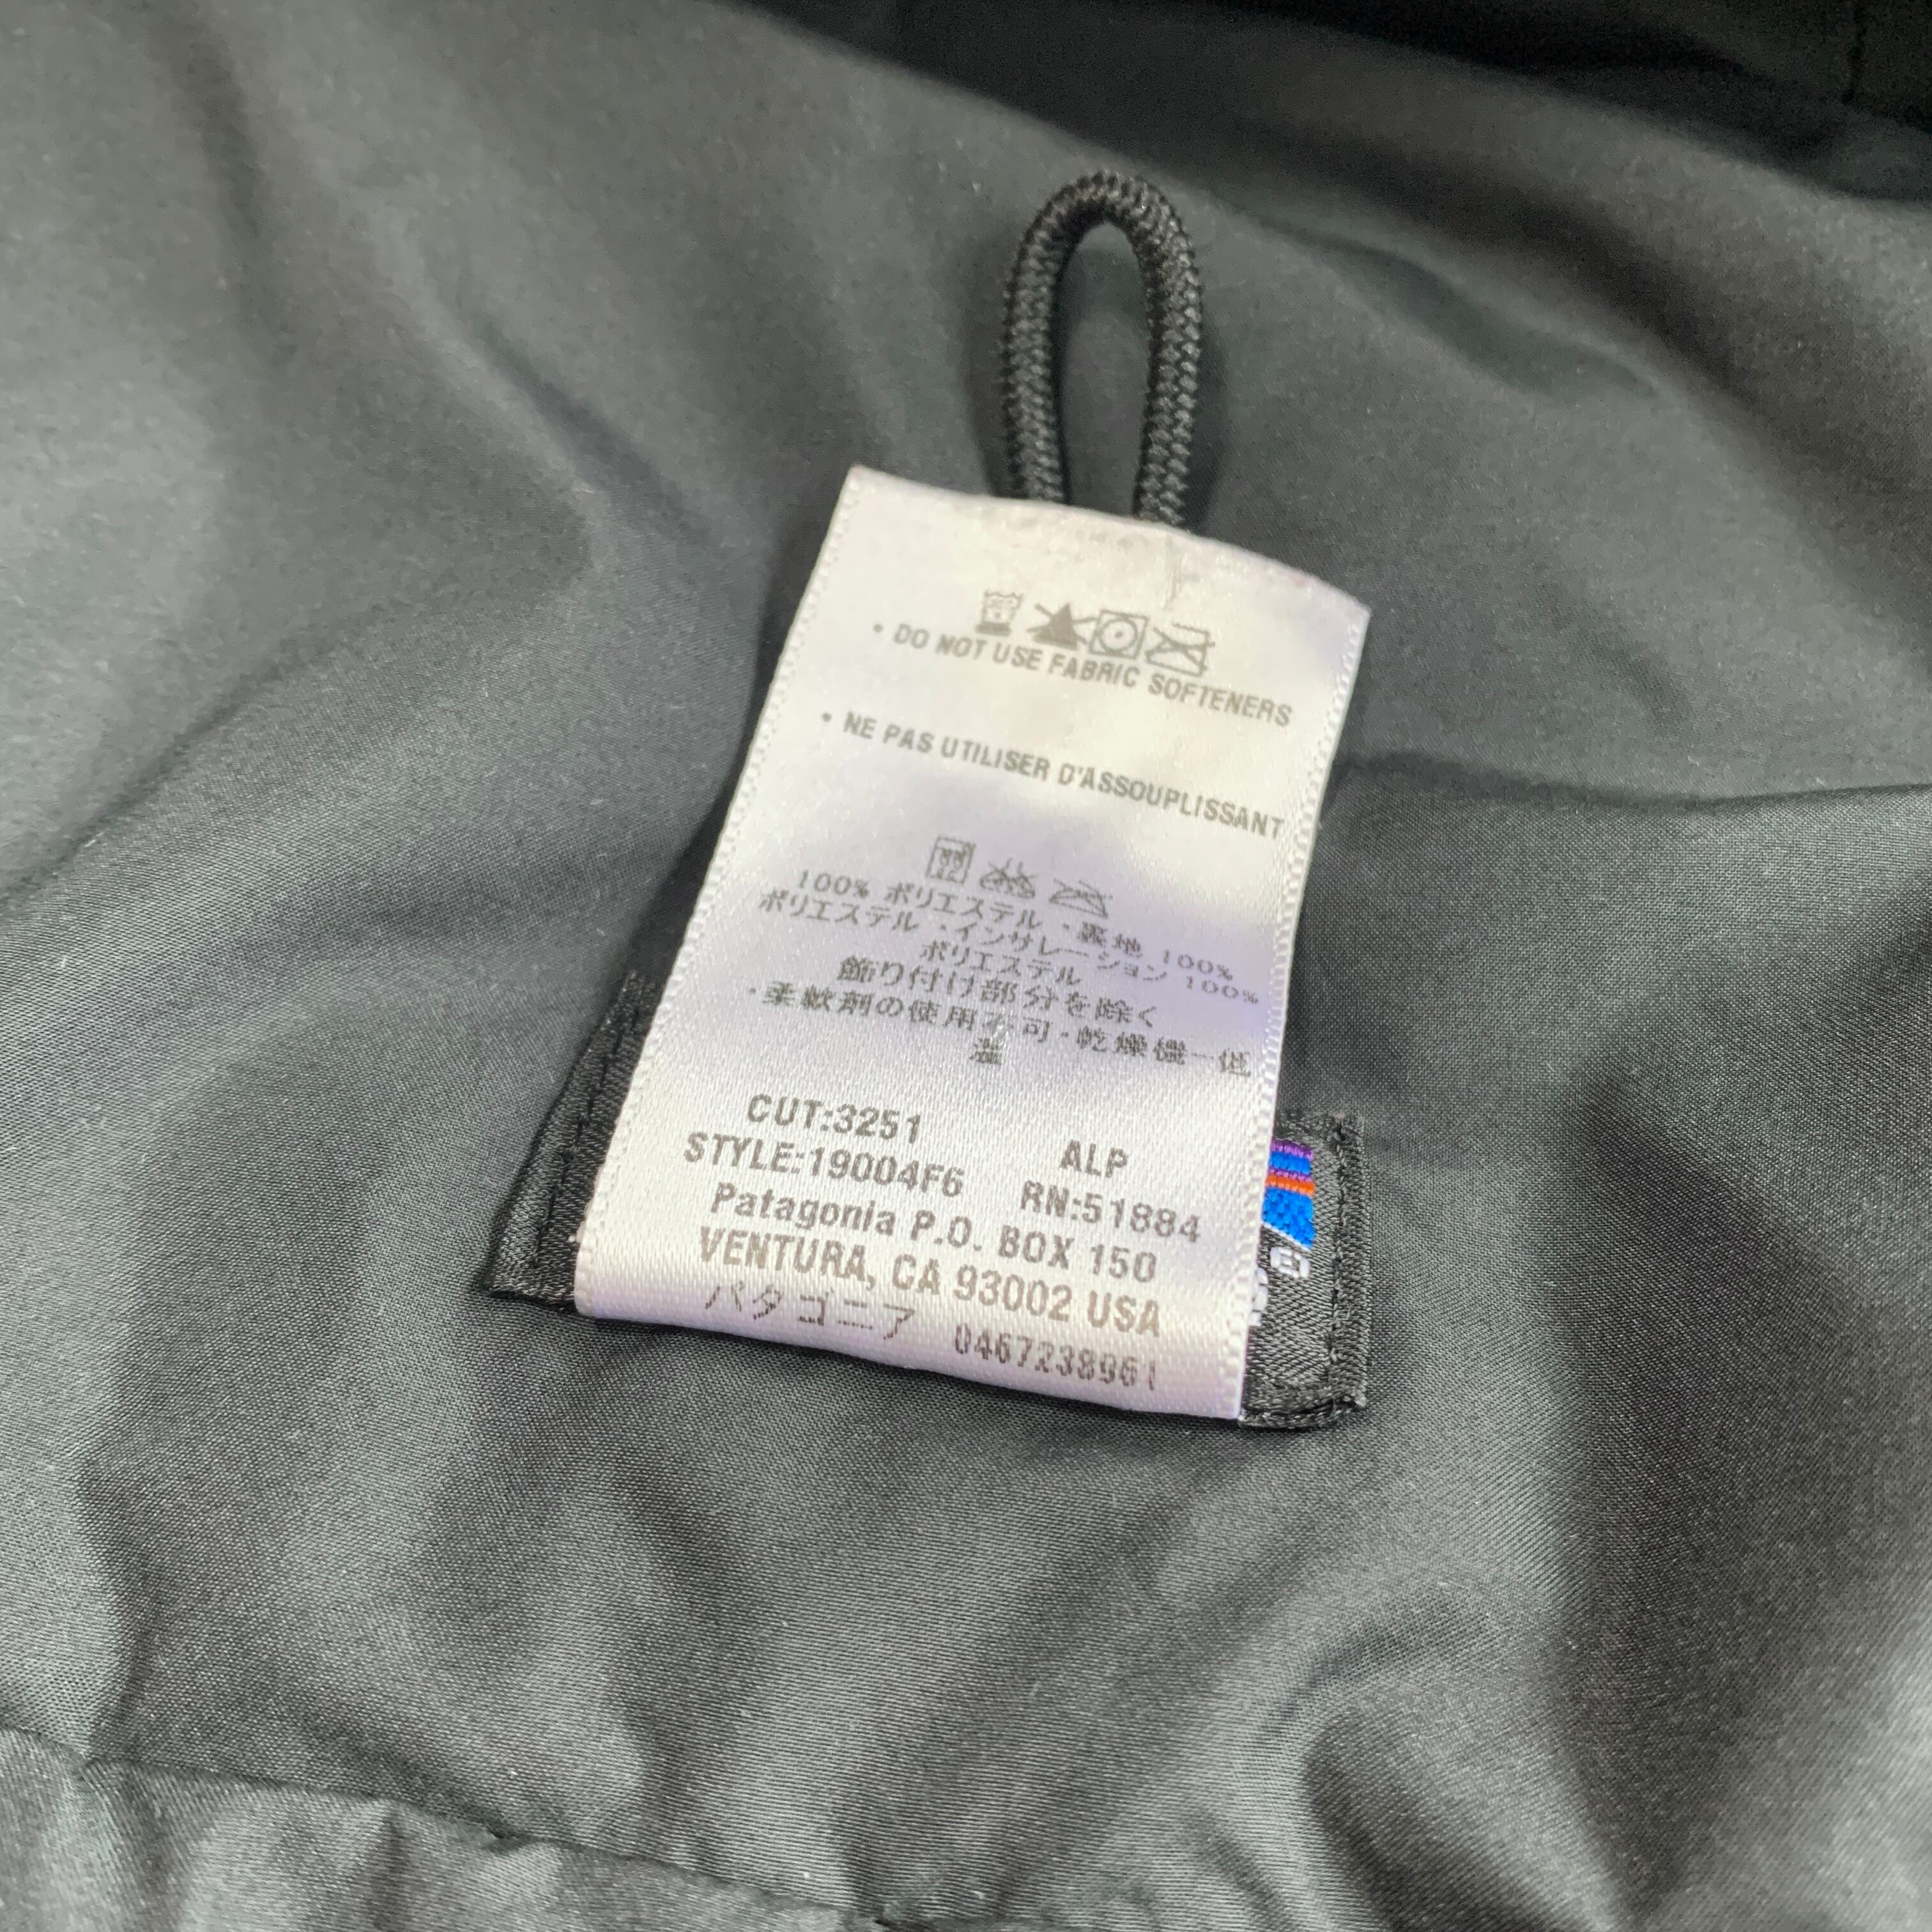 • DO NOT USE FABRIC SOFTENERS
• NE PAS UTILISER D'ASSOUPLISSANT
100% ポリエステル ・裏地 100%
ポリエステル ・インサレーション 100%
ポリエステル
飾り付け部分を除く
・柔軟剤の使用不可・乾燥機ー低
温
CUT:3251 ALP
STYLE:19004F6 RN:51884
Patagonia P.O. BOX 150
VENTURA, CA 93002 USA
パタゴニア 0467238961